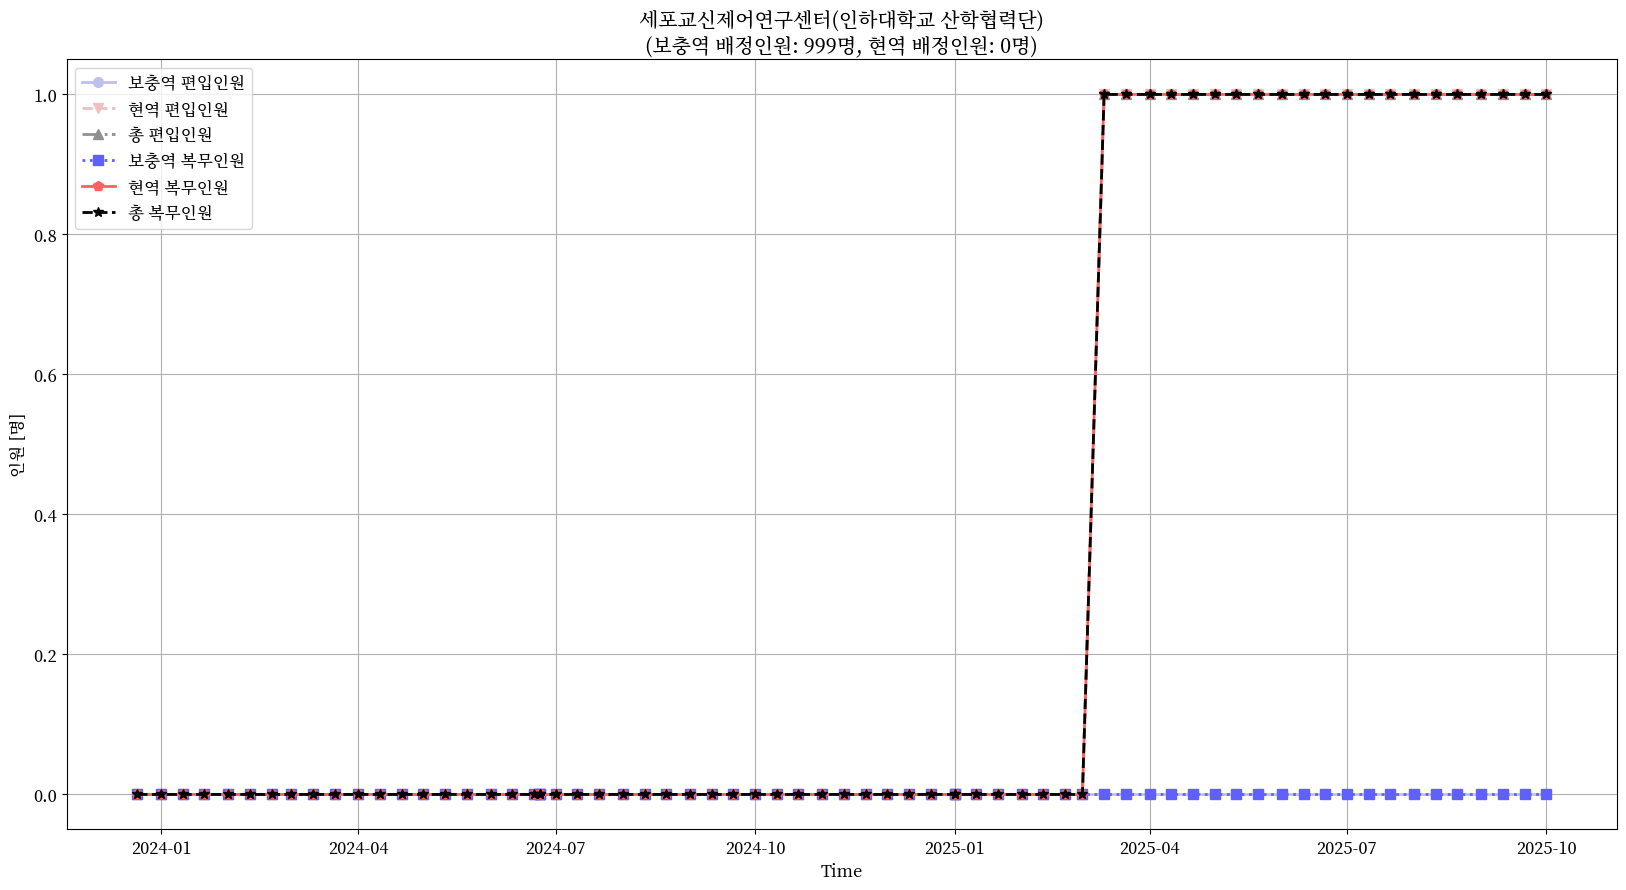 세포교신제어연구센터(인하대학교 산학협력단)
(보충역 배정인원: 999명, 현역 배정인원: 0명)
보충역 편입인원
현역 편입인원
총 편입인원
보충역 복무인원
현역 복무인원
총 복무인원
인원 [명]
1.0
0.8
0.6
0.4
0.2
0.0
2024-01
2024-04
2024-07
2024-10
2025-01
2025-04
2025-07
2025-10
Time